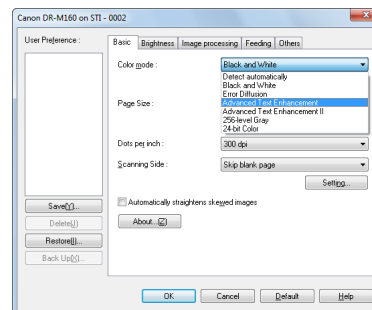 Canon DR-M160 on STI - 0002
User Preference :
Basic Brightness Image processing Feeding Others
Color mode : Black and White
Detect automatically
Black and White
Error Diffusion
Advanced Text Enhancement
Advanced Text Enhancement II
256-level Gray
24-bit Color
Page Size :
Dots per inch : 300 dpi
Scanning Side : Skip blank page
Setting...
Automatically straightens skewed images
About...(Z)
Save(Y)...
Delete(J)
Restore(I)...
Back Up(X)...
OK Cancel Default Help